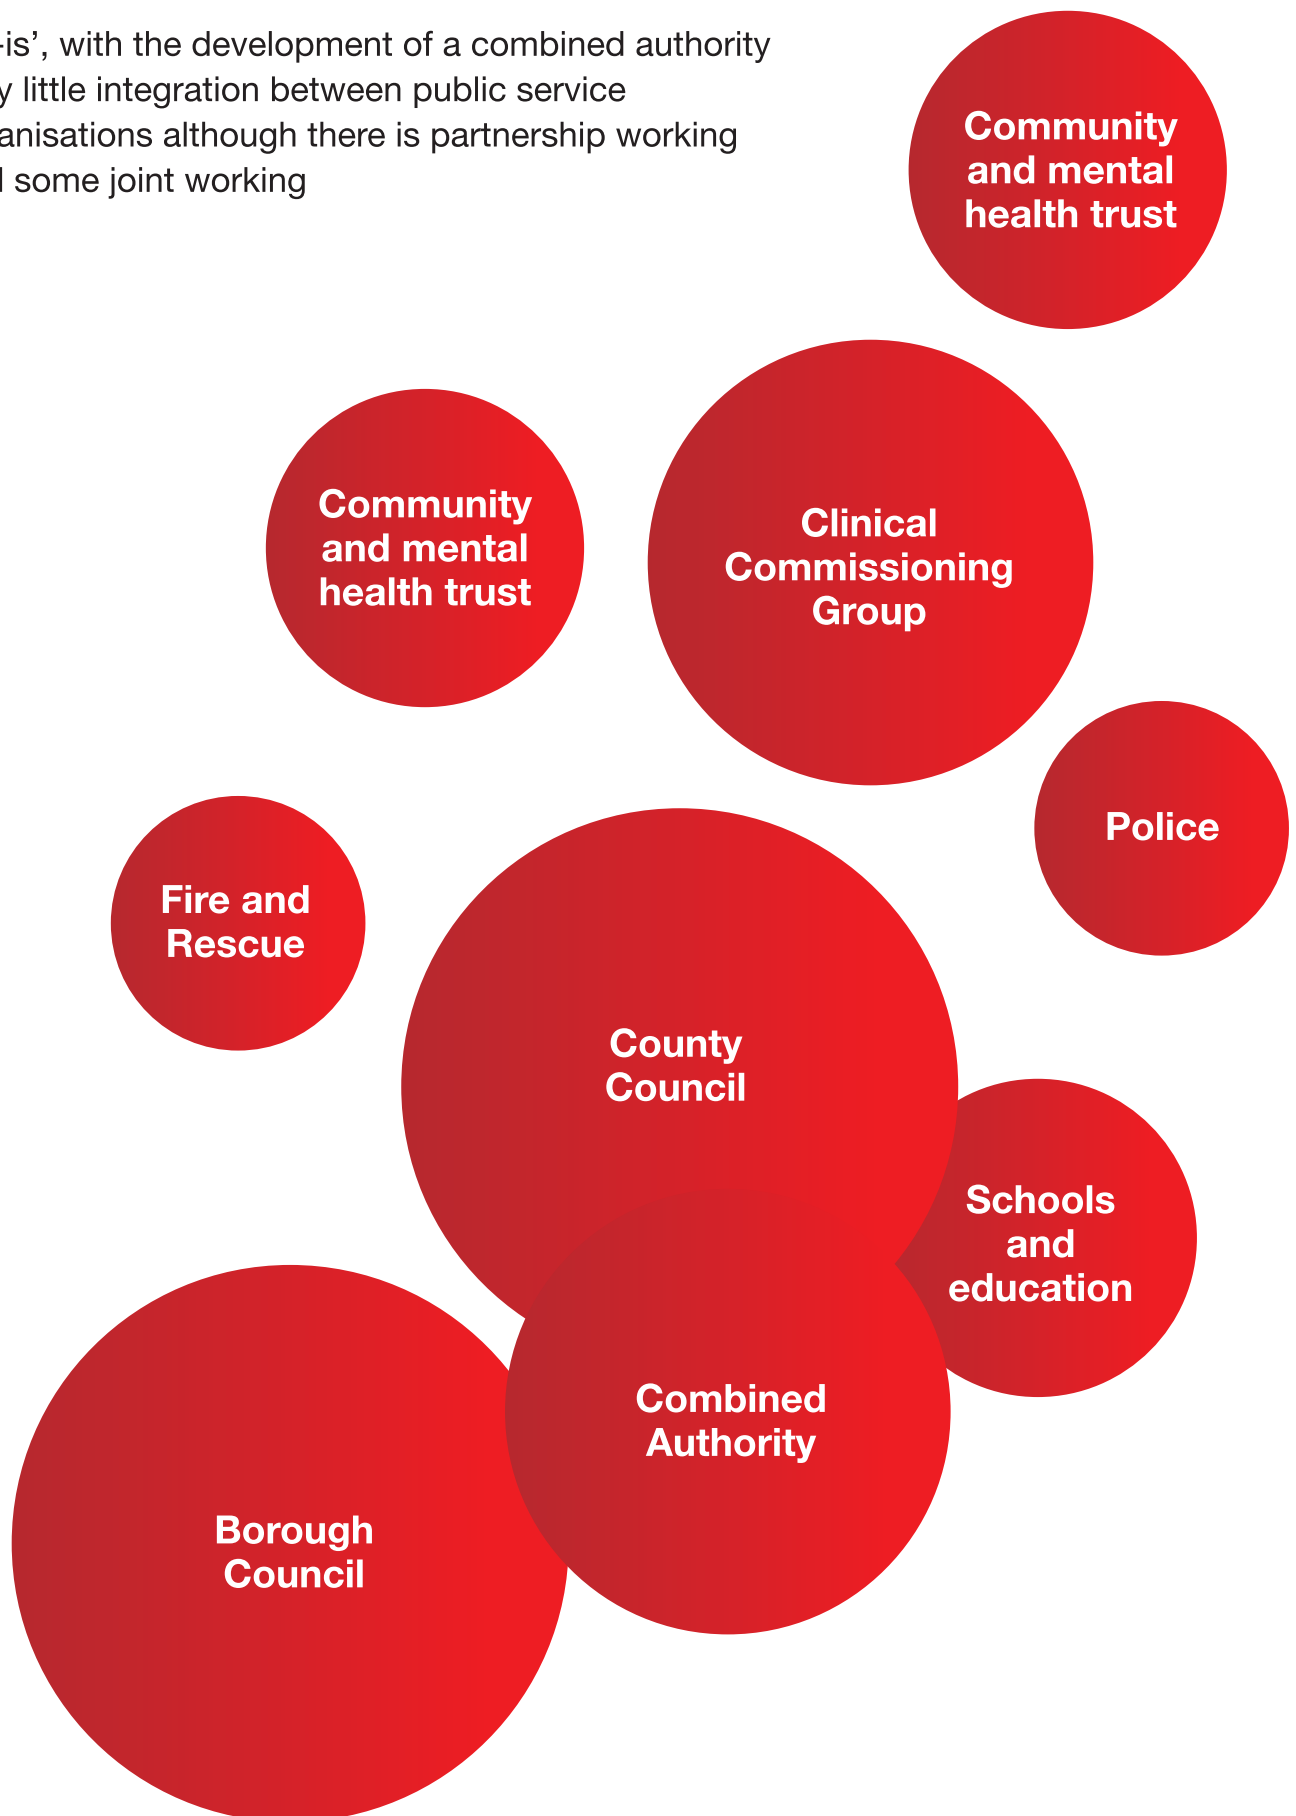 -is’, with the development of a combined authority
y little integration between public service
anisations although there is partnership working
some joint working
Community
and mental
health trust
Community
and mental
health trust
Clinical
Commissioning
Group
Police
Fire and
Rescue
County
Council
Schools
and
education
Combined
Authority
Borough
Council